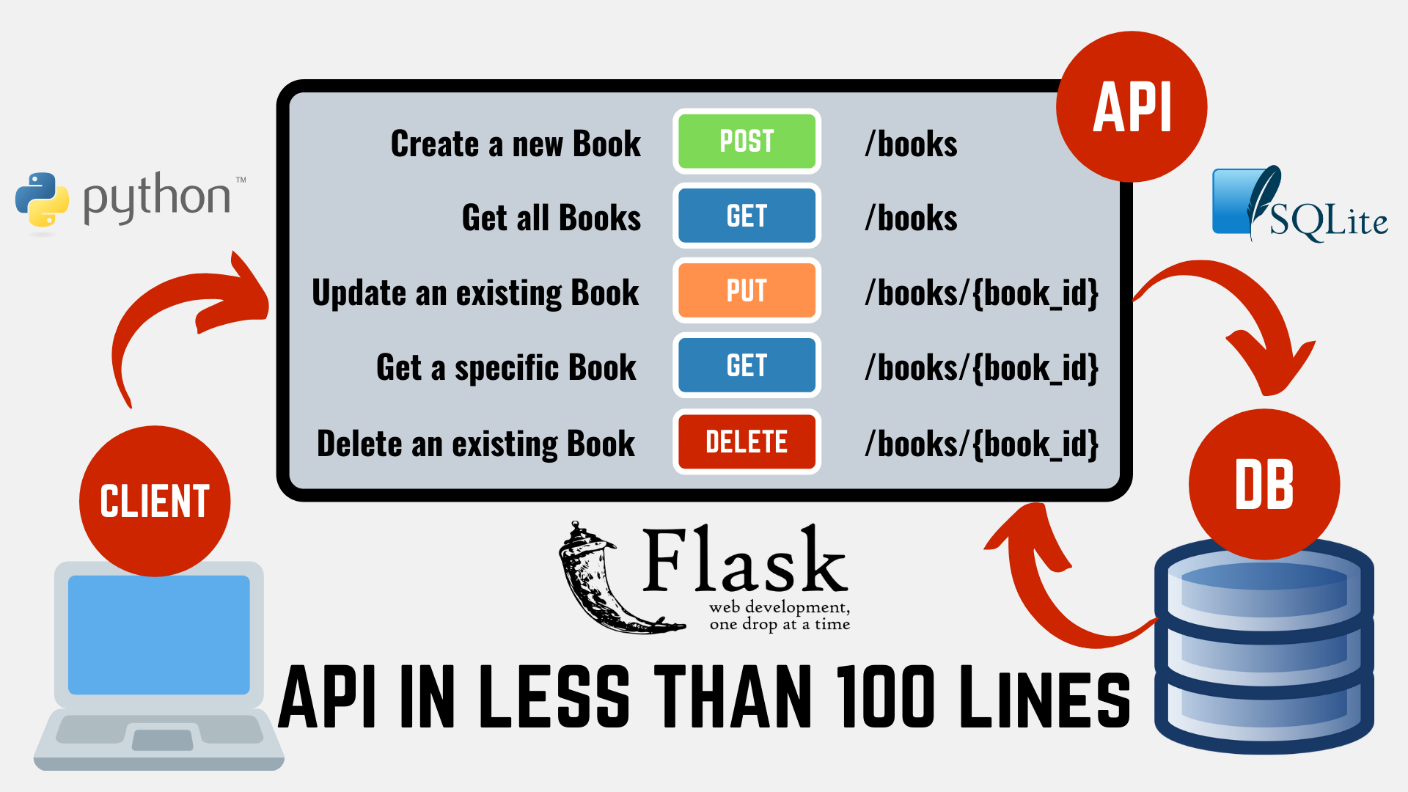 API
Create a new Book POST /books
python™
Get all Books GET /books
SQLite
Update an existing Book PUT /books/{book_id}
Get a specific Book GET /books/{book_id}
Delete an existing Book DELETE /books/{book_id}
CLIENT
DB
Flask
web development,
one drop at a time
API IN LESS THAN 100 LINES